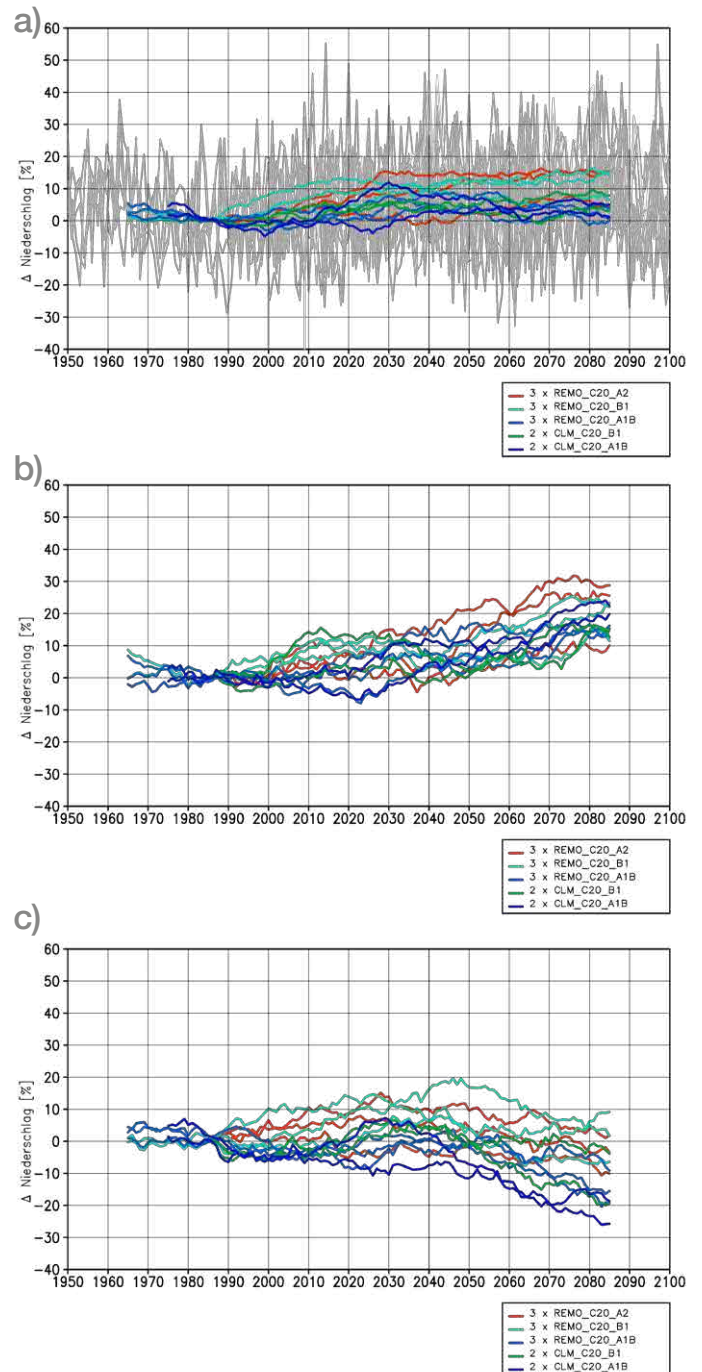 a)
60
50
40
30
20
10
0
-10
-20
-30
-40
Δ Niederschlag [%]
1950 1960 1970 1980 1990 2000 2010 2020 2030 2040 2050 2060 2070 2080 2090 2100
3 x REMO_C20_A2
3 x REMO_C20_B1
3 x REMO_C20_A1B
2 x CLM_C20_B1
2 x CLM_C20_A1B
b)
60
50
40
30
20
10
0
-10
-20
-30
-40
Δ Niederschlag [%]
1950 1960 1970 1980 1990 2000 2010 2020 2030 2040 2050 2060 2070 2080 2090 2100
3 x REMO_C20_A2
3 x REMO_C20_B1
3 x REMO_C20_A1B
2 x CLM_C20_B1
2 x CLM_C20_A1B
c)
60
50
40
30
20
10
0
-10
-20
-30
-40
Δ Niederschlag [%]
1950 1960 1970 1980 1990 2000 2010 2020 2030 2040 2050 2060 2070 2080 2090 2100
3 x REMO_C20_A2
3 x REMO_C20_B1
3 x REMO_C20_A1B
2 x CLM_C20_B1
2 x CLM_C20_A1B